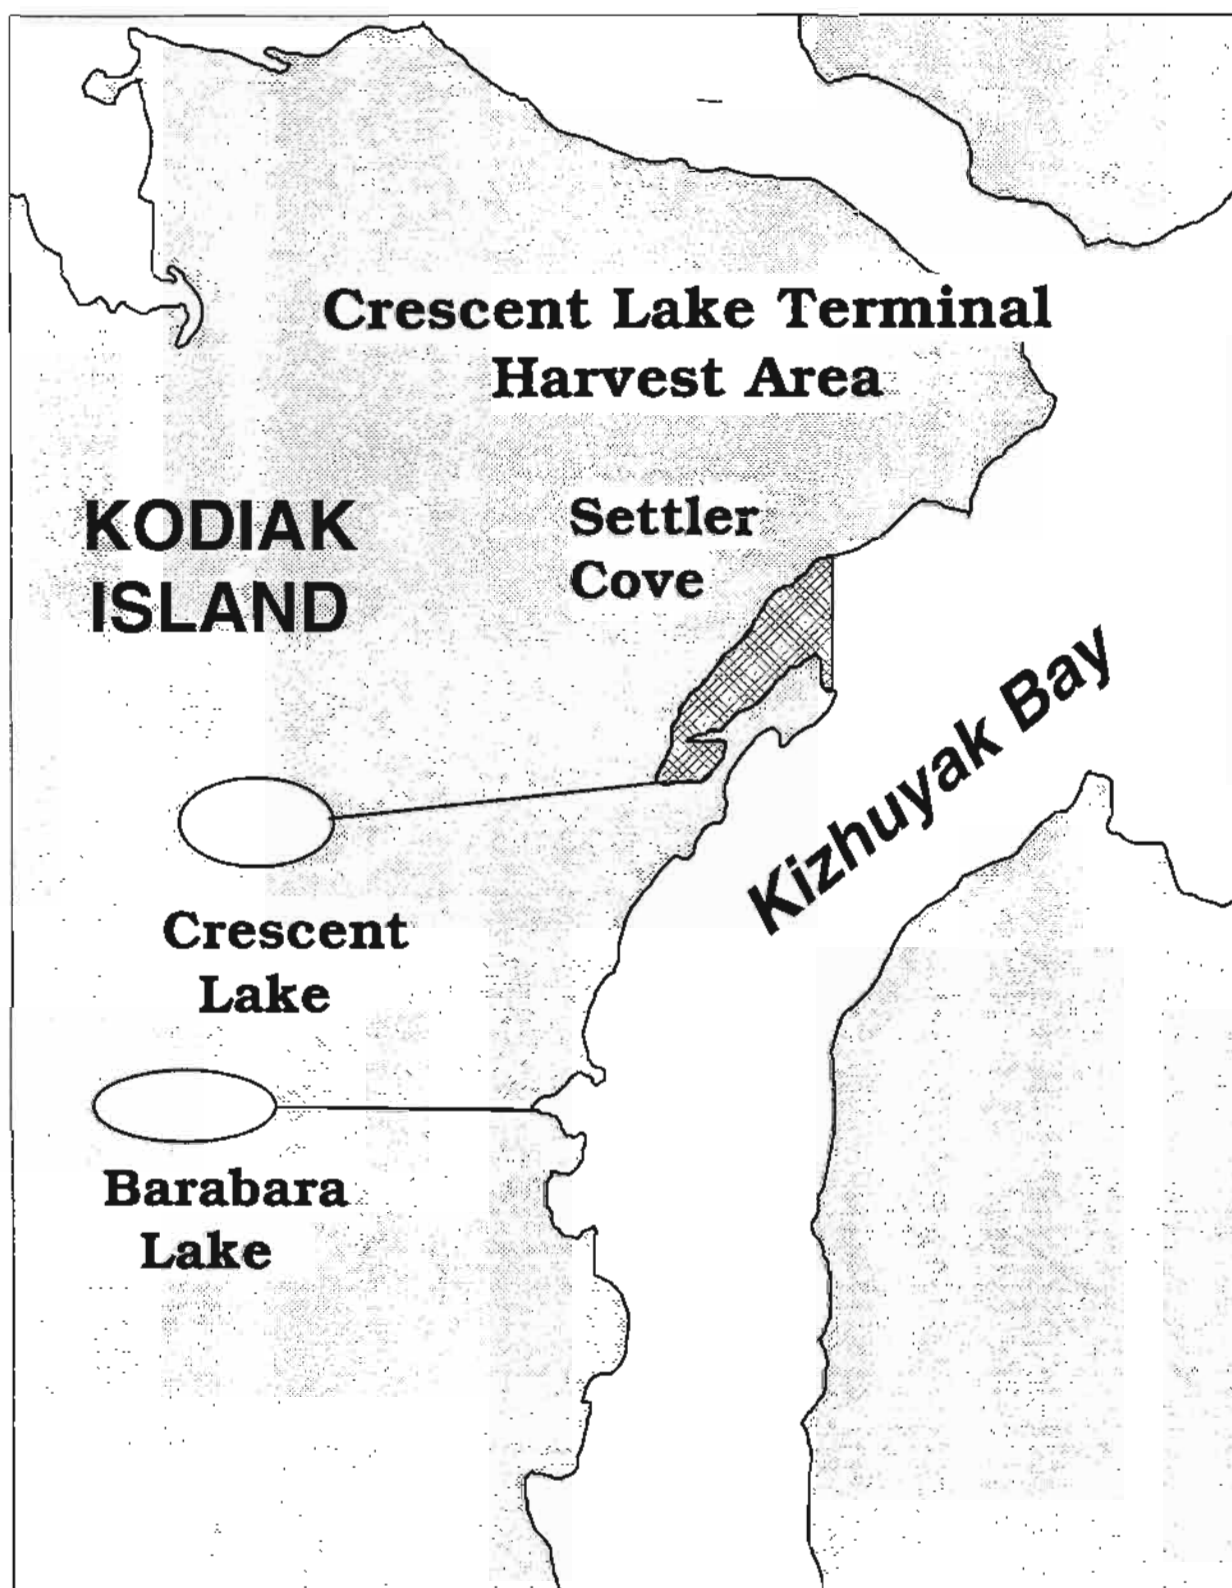 Crescent Lake Terminal
Harvest Area
KODIAK
ISLAND
Settler
Cove
Kizhuyak Bay
Crescent
Lake
Barabara
Lake